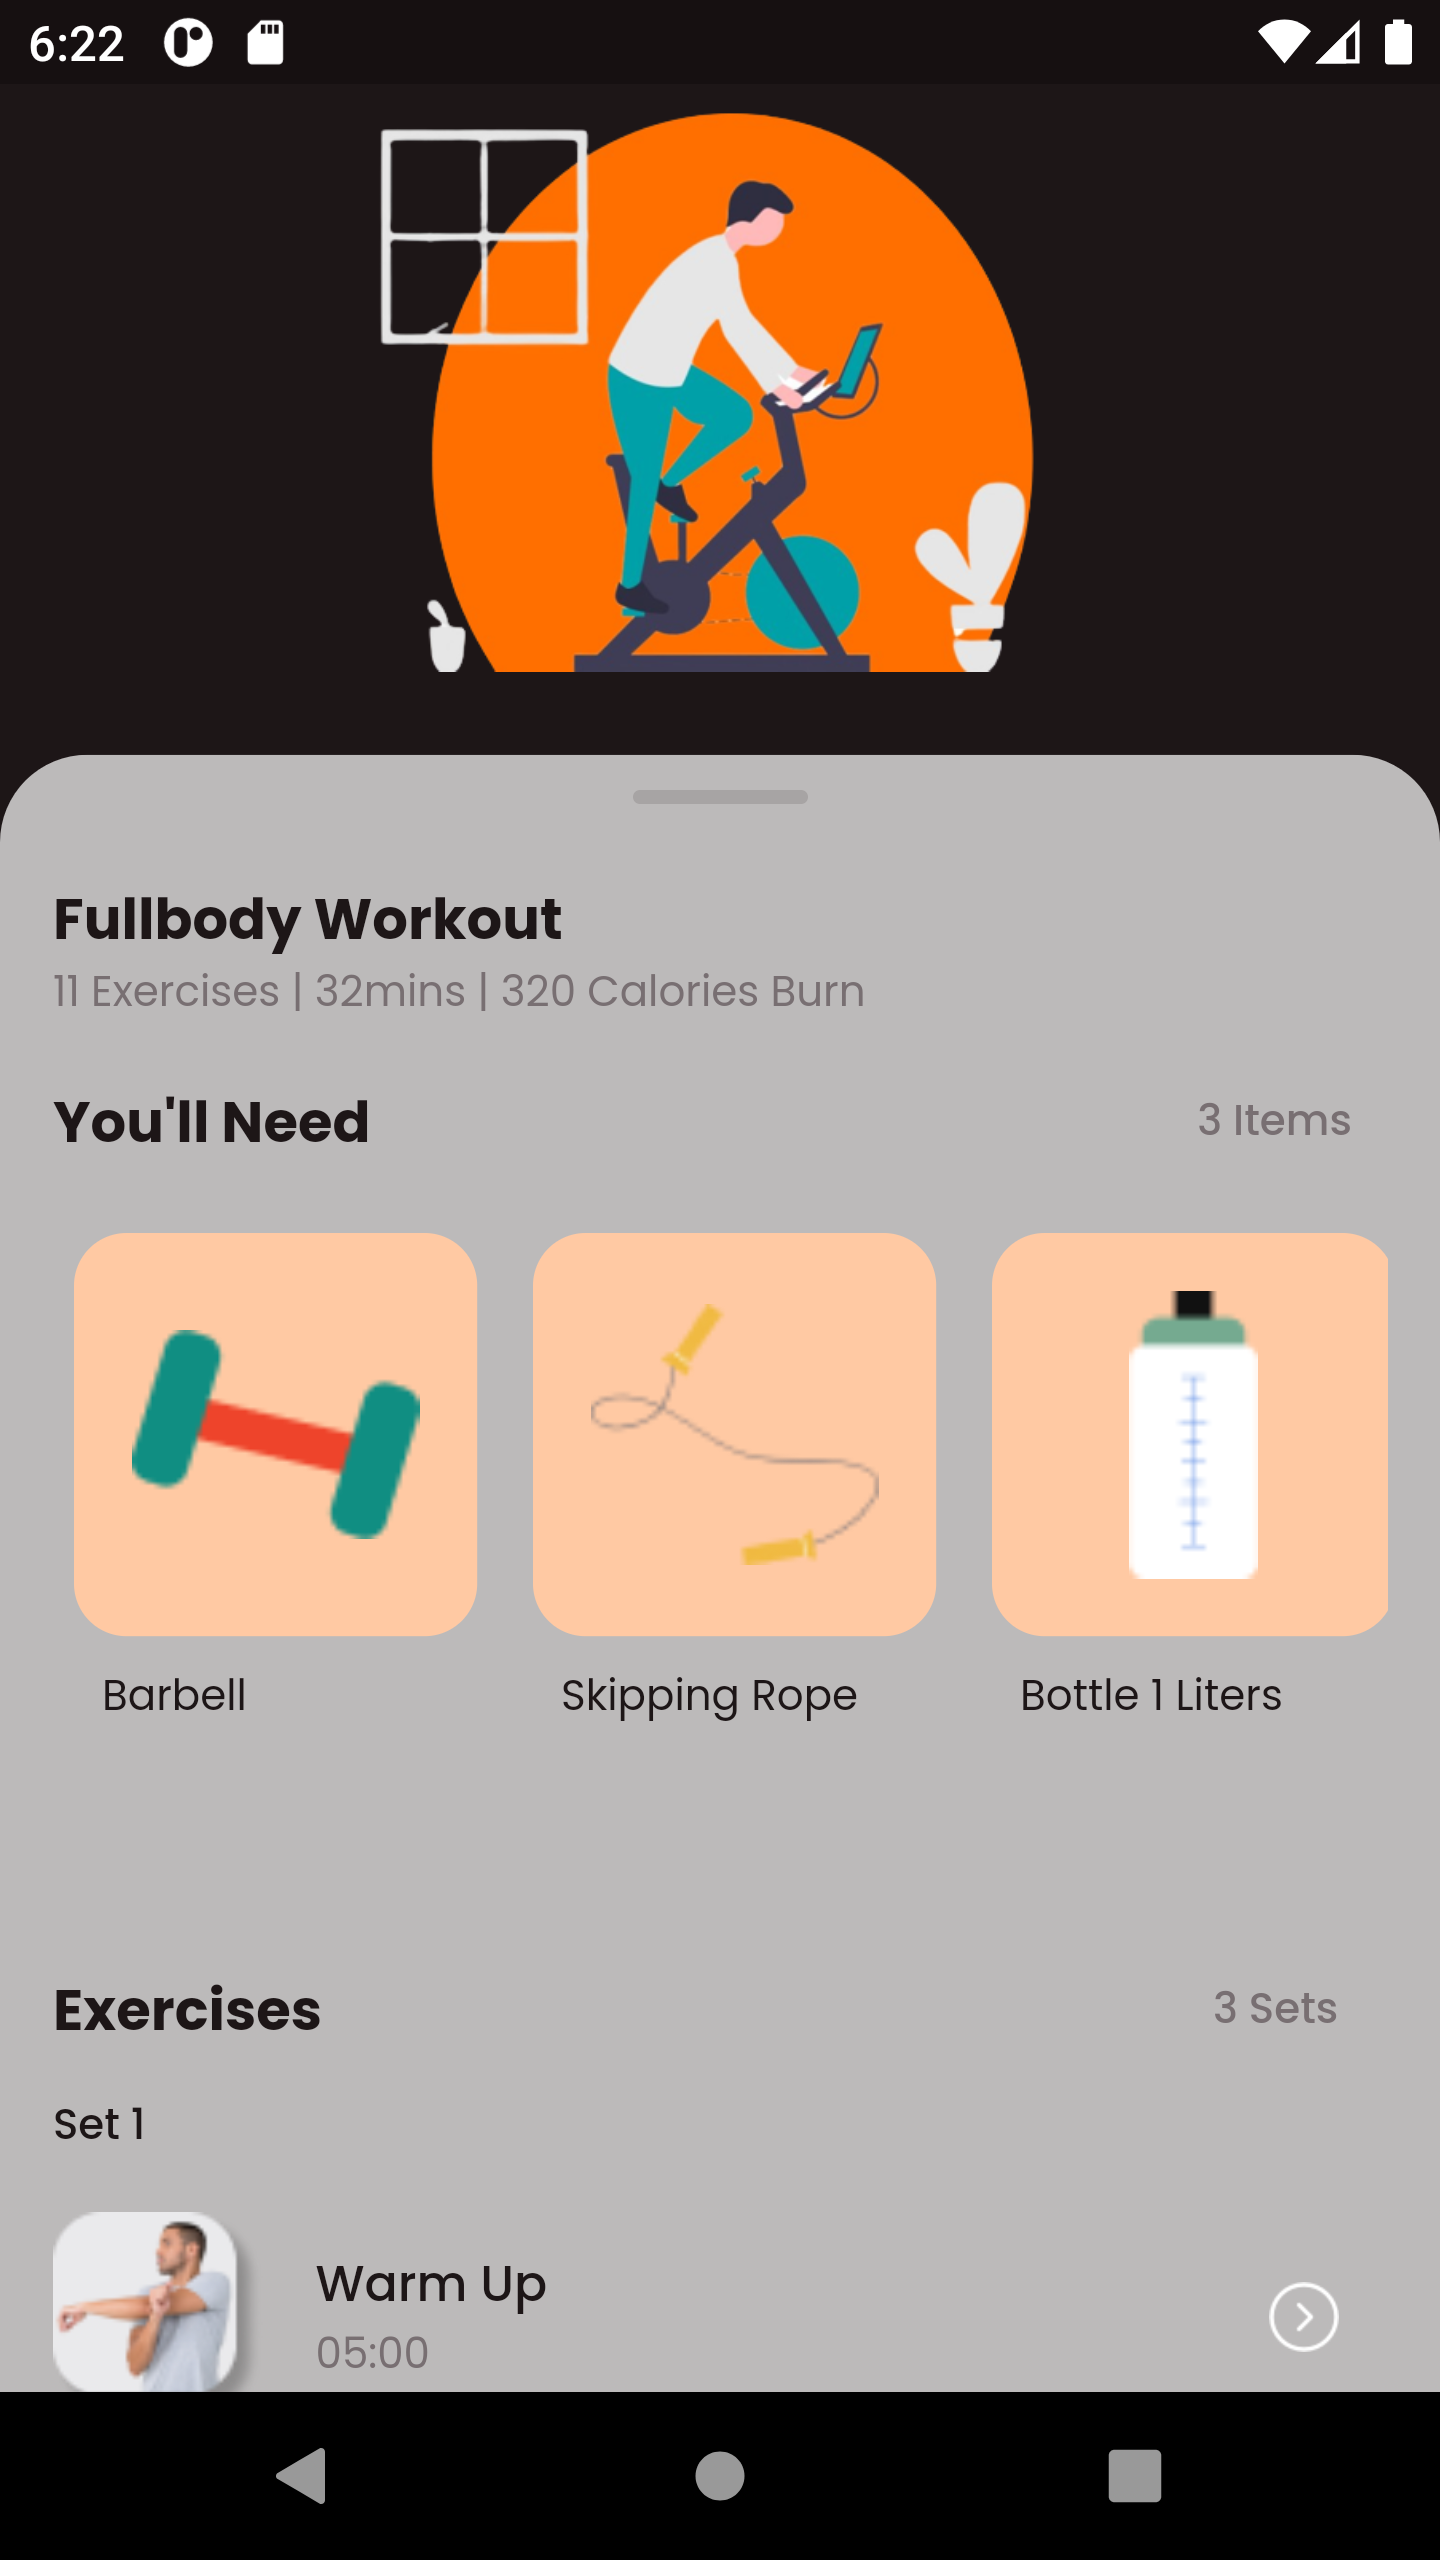 6:22
Fullbody Workout
11 Exercises | 32mins | 320 Calories Burn
You'll Need
3 Items
Barbell
Skipping Rope
Bottle 1 Liters
Exercises
3 Sets
Set 1
Warm Up
05:00